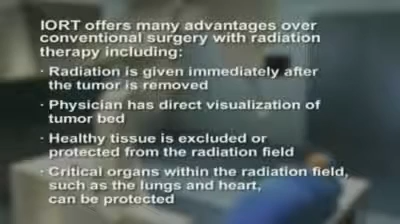 IORT offers many advantages over
conventional surgery with radiation
therapy including:
· Radiation is given immediately after
the tumor is removed
· Physician has direct visualization of
tumor bed
· Healthy tissue is excluded or
protected from the radiation field
· Critical organs within the radiation field,
such as the lungs and heart,
can be protected